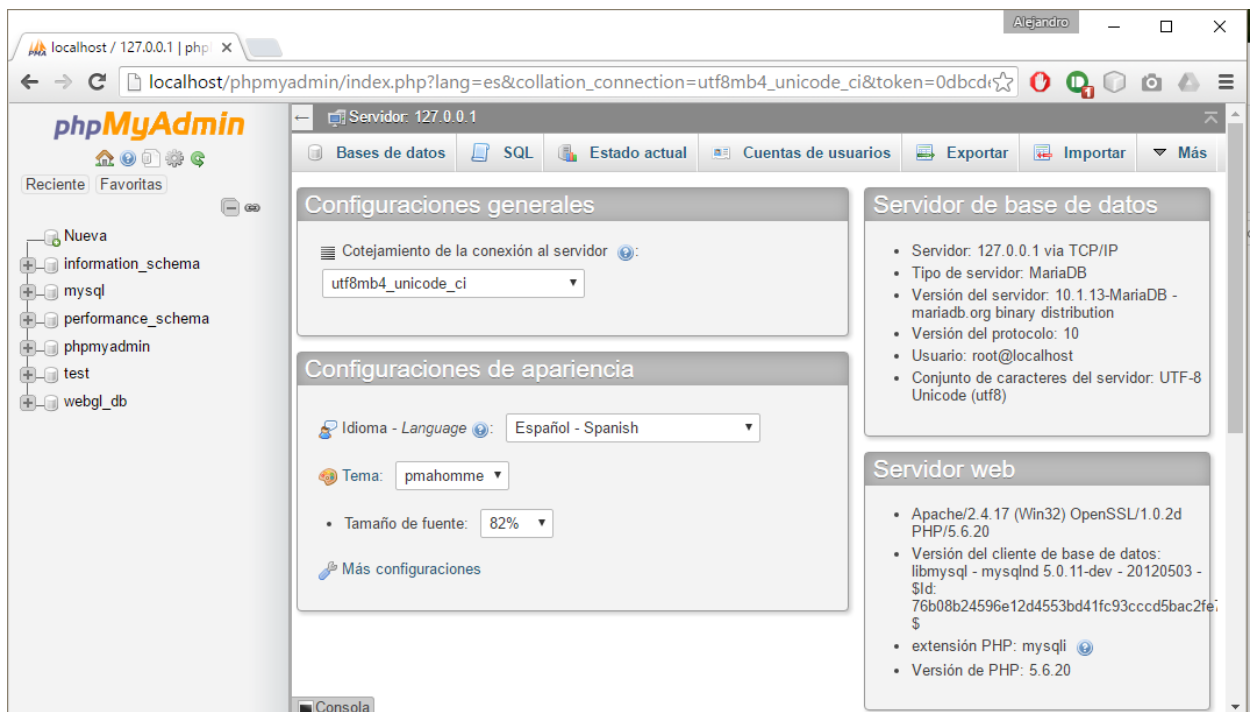 Alejandro
localhost / 127.0.0.1 | php
localhost/phpmyadmin/index.php?lang=es&collation_connection=utf8mb4_unicode_ci&token=0dbcd
phpMyAdmin
Reciente Favoritas
Nueva
information_schema
mysql
performance_schema
phpmyadmin
test
webgl_db
Servidor: 127.0.0.1
Bases de datos SQL Estado actual Cuentas de usuarios Exportar Importar Más
Configuraciones generales
Cotejamiento de la conexión al servidor :
utf8mb4_unicode_ci
Configuraciones de apariencia
Idioma - Language : Español - Spanish
Tema: pmahomme
Tamaño de fuente: 82%
Más configuraciones
Servidor de base de datos
Servidor: 127.0.0.1 via TCP/IP
Tipo de servidor: MariaDB
Versión del servidor: 10.1.13-MariaDB -
mariadb.org binary distribution
Versión del protocolo: 10
Usuario: root@localhost
Conjunto de caracteres del servidor: UTF-8
Unicode (utf8)
Servidor web
Apache/2.4.17 (Win32) OpenSSL/1.0.2d
PHP/5.6.20
Versión del cliente de base de datos:
libmysql - mysqlnd 5.0.11-dev - 20120503 -
$Id:
76b08b24596e12d4553bd41fc93cccd5bac2fe7
$
extensión PHP: mysqli
Versión de PHP: 5.6.20
Consola